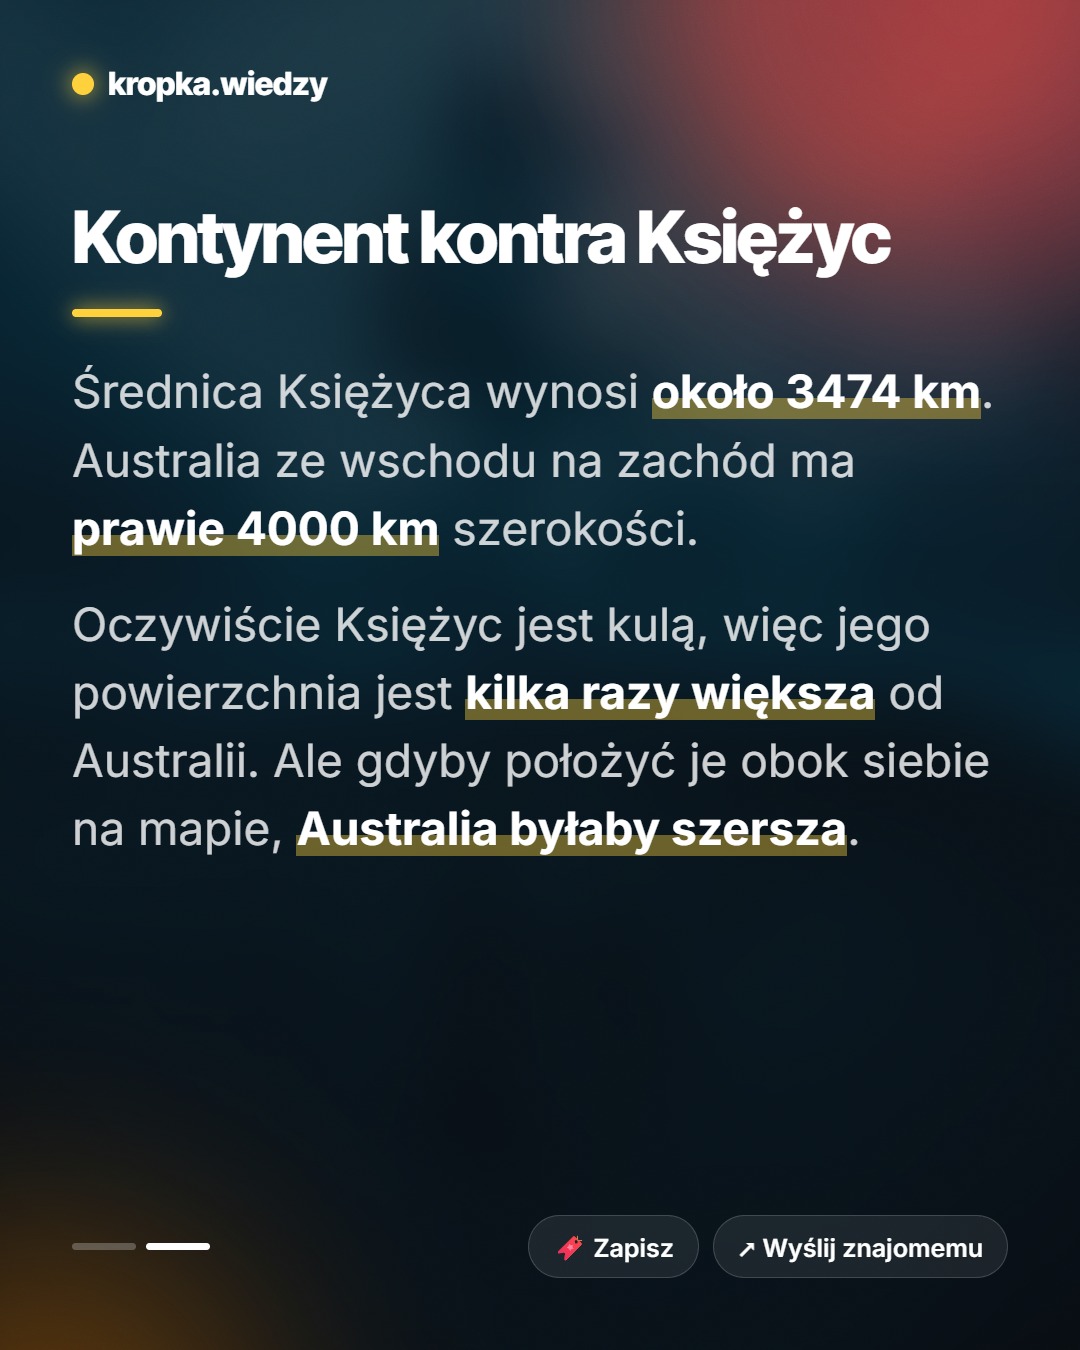 kropka.wiedzy
Kontynent kontra Księżyc
Średnica Księżyca wynosi około 3474 km.
Australia ze wschodu na zachód ma
prawie 4000 km szerokości.
Oczywiście Księżyc jest kulą, więc jego
powierzchnia jest kilka razy większa od
Australii. Ale gdyby położyć je obok siebie
na mapie, Australia byłaby szersza.
Zapisz
↗ Wyślij znajomemu